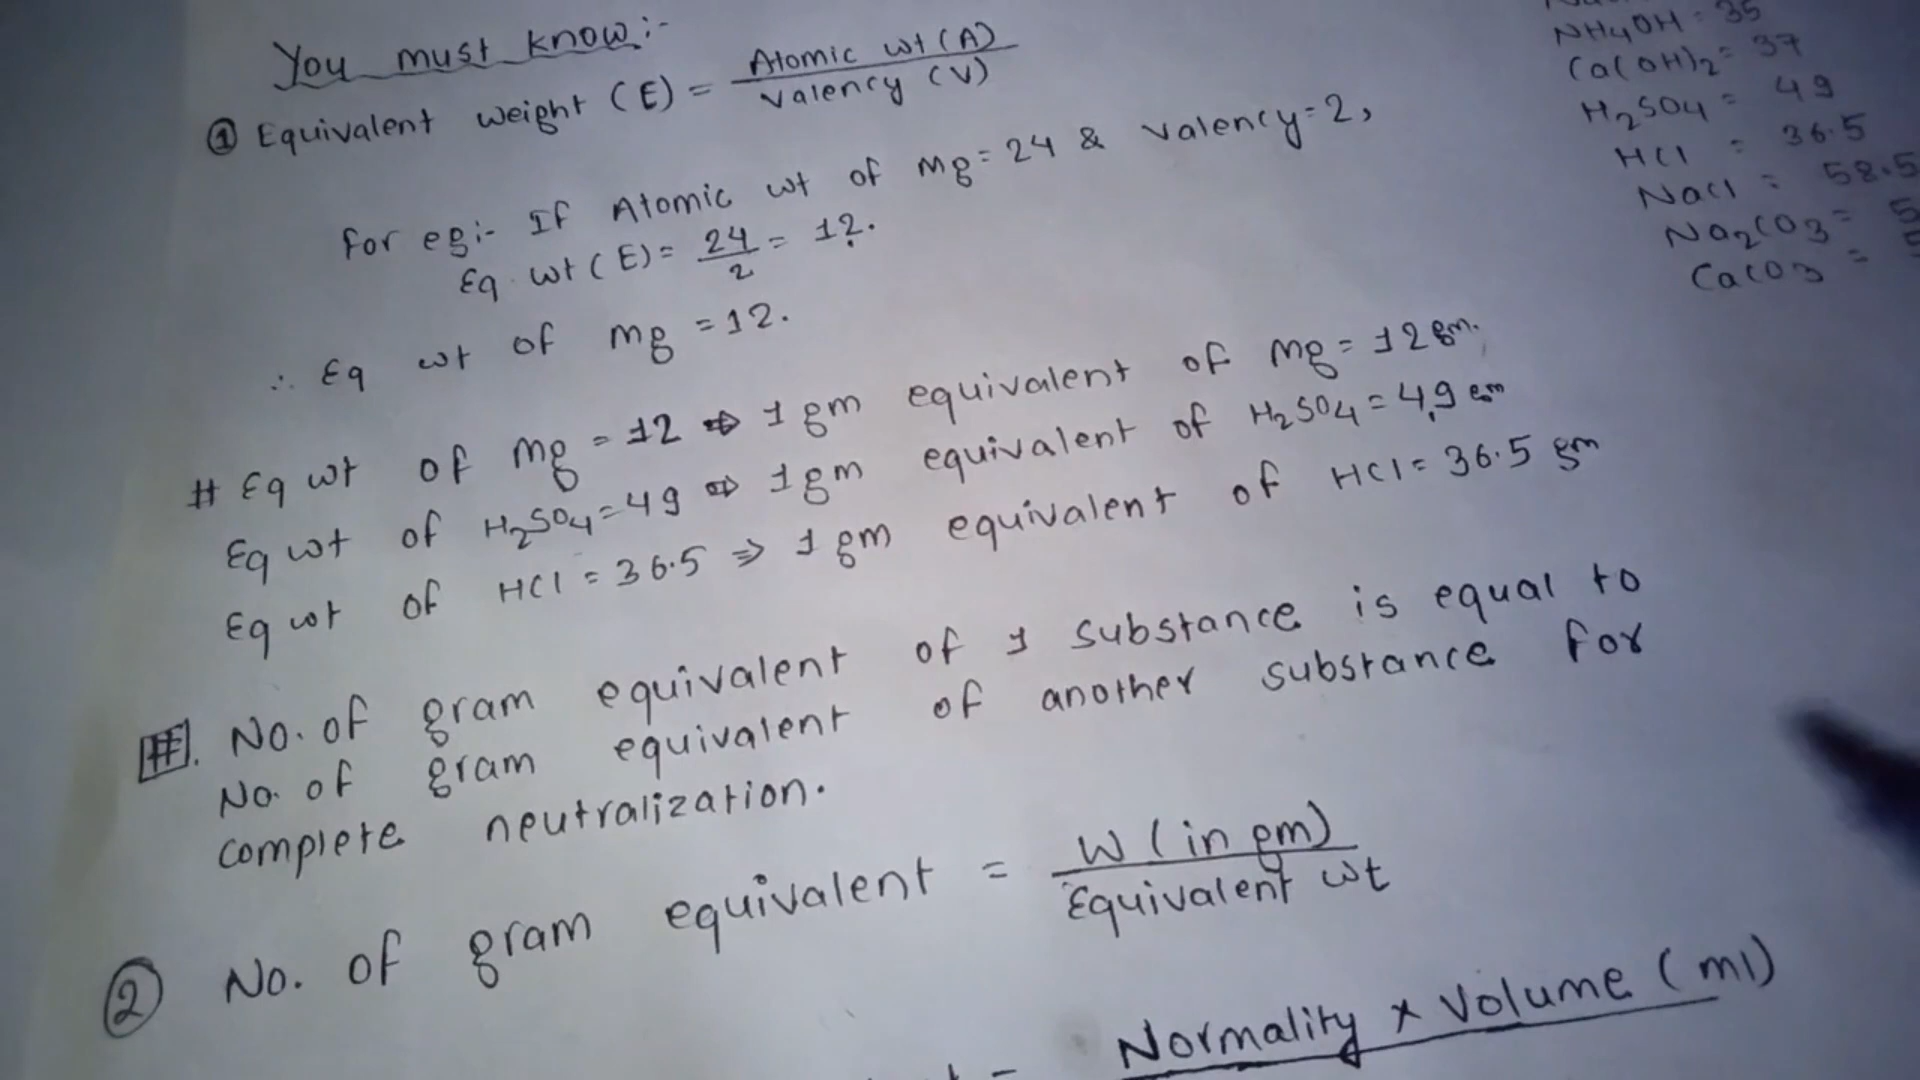 You must know:-
① Equivalent weight (E) = Atomic wt (A)
Valency (V)
For eg:- If Atomic wt of Mg = 24 & valency = 2,
Eq. wt (E) = 24 = 12.
2
∴ Eq wt of Mg = 12.
# Eq wt of Mg = 12 ⇒ 1 gm equivalent of Mg = 12 gm.
Eq wt of H2SO4 = 49 ⇒ 1 gm equivalent of H2SO4 = 49 gm
Eq wt of HCl = 36.5 ⇒ 1 gm equivalent of HCl = 36.5 gm
#. No. of gram equivalent of 1 substance is equal to
No. of gram equivalent of another substance for
complete neutralization.
② No. of gram equivalent = W (in gm)
Equivalent wt
Normality x Volume (ml)
NH4OH = 35
Ca(OH)2 = 37
H2SO4 = 49
HCl = 36.5
NaCl = 58.5
Na2CO3 = 5
CaCO3 =